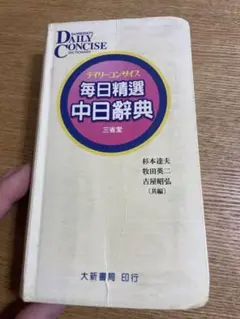 SANSEIDO'S
DAILY
CONCISE
DICTIONARY
デイリーコンサイス
每日精選
中日辭典
三省堂
杉本達夫
牧田英二
古屋昭弘
〔共編〕
大新書局 印行